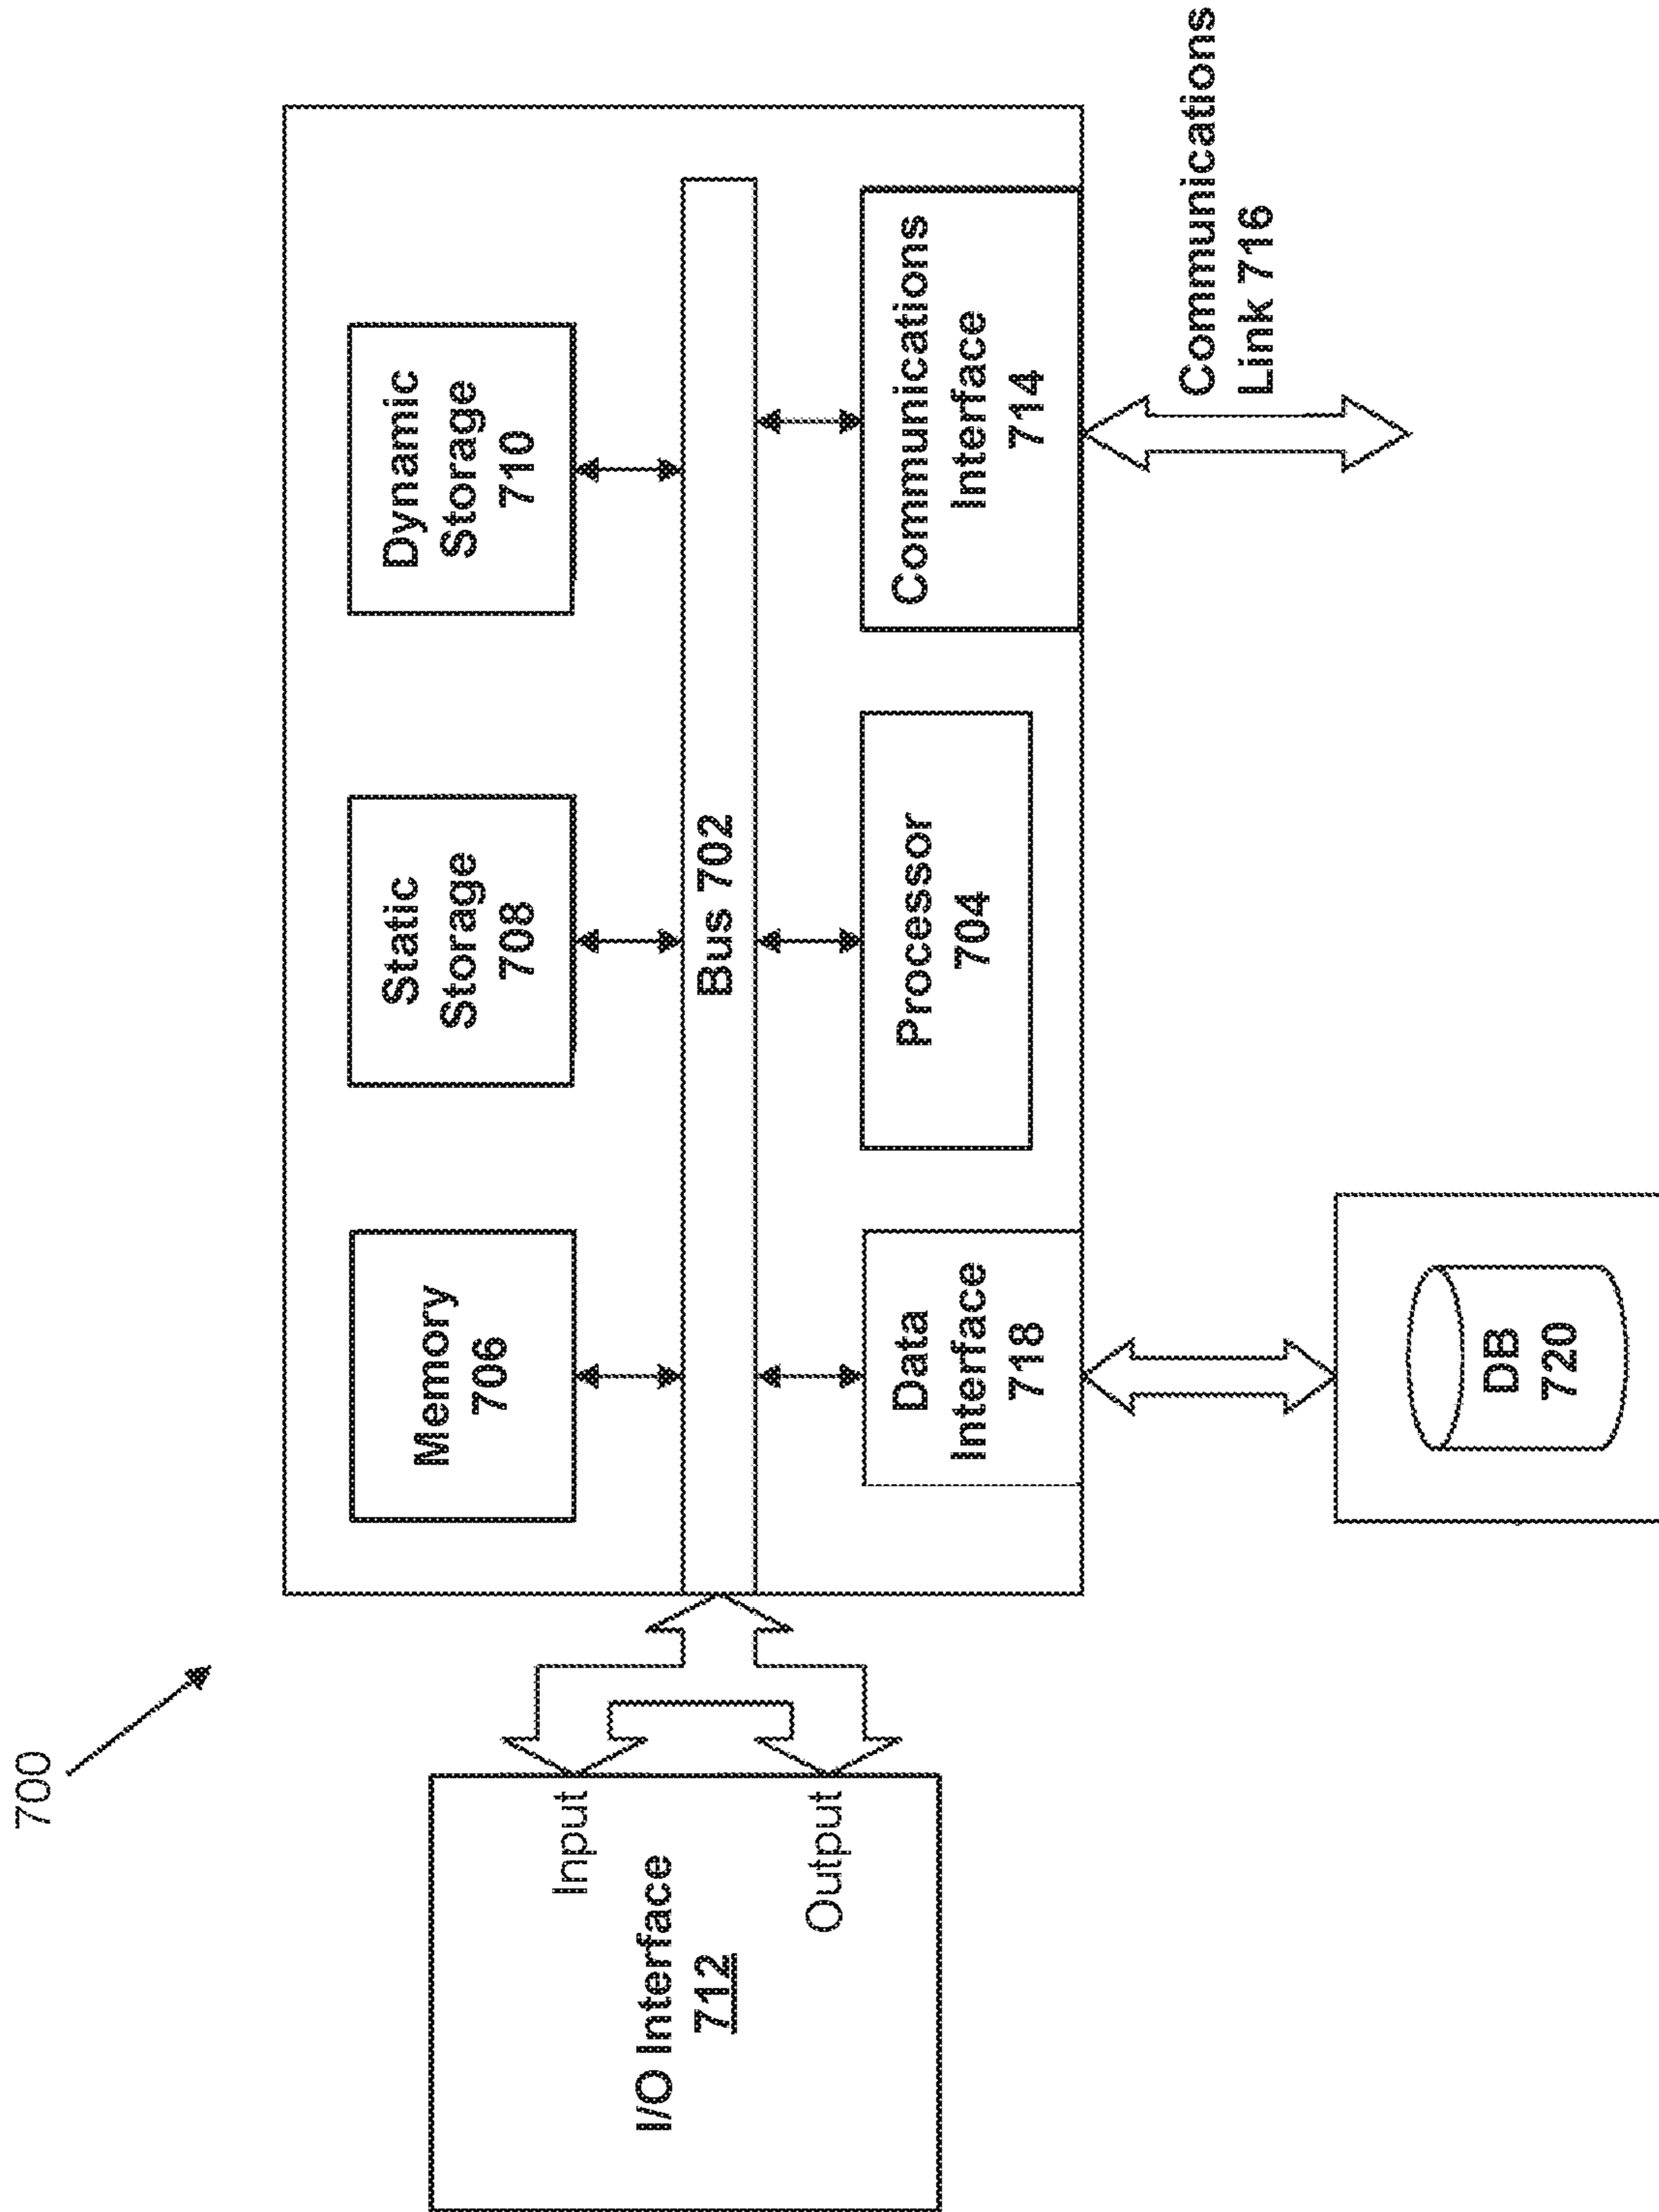 700
Memory
706
Static
Storage
708
Dynamic
Storage
710
I/O Interface
712
Input
Output
Bus 702
Data
Interface
718
Processor
704
Communications
Interface
714
Communications
Link 716
DB
720